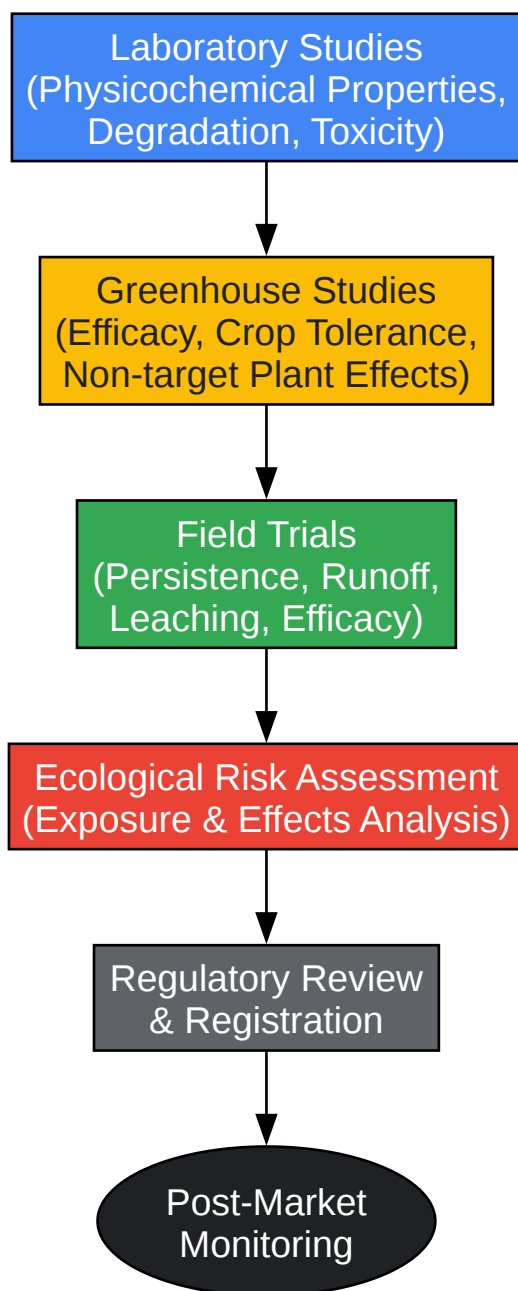 Laboratory Studies
(Physicochemical Properties,
Degradation, Toxicity)
Greenhouse Studies
(Efficacy, Crop Tolerance,
Non-target Plant Effects)
Field Trials
(Persistence, Runoff,
Leaching, Efficacy)
Ecological Risk Assessment
(Exposure & Effects Analysis)
Regulatory Review
& Registration
Post-Market
Monitoring